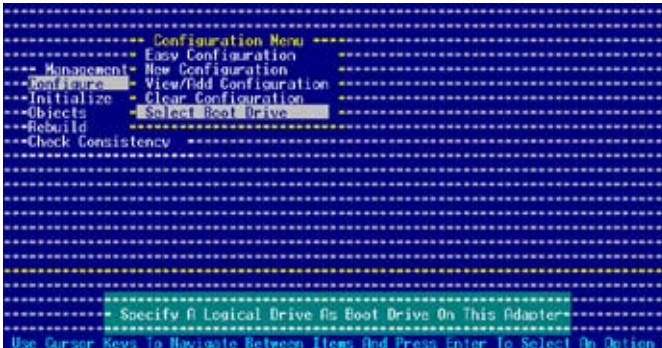 Configuration Menu
Easy Configuration
Management
New Configuration
Configure
View/Add Configuration
Initialize
Clear Configuration
Objects
Select Boot Drive
Rebuild
Check Consistency
Specify A Logical Drive As Boot Drive On This Adapter
Use Cursor Keys To Navigate Between Items And Press Enter To Select An Option